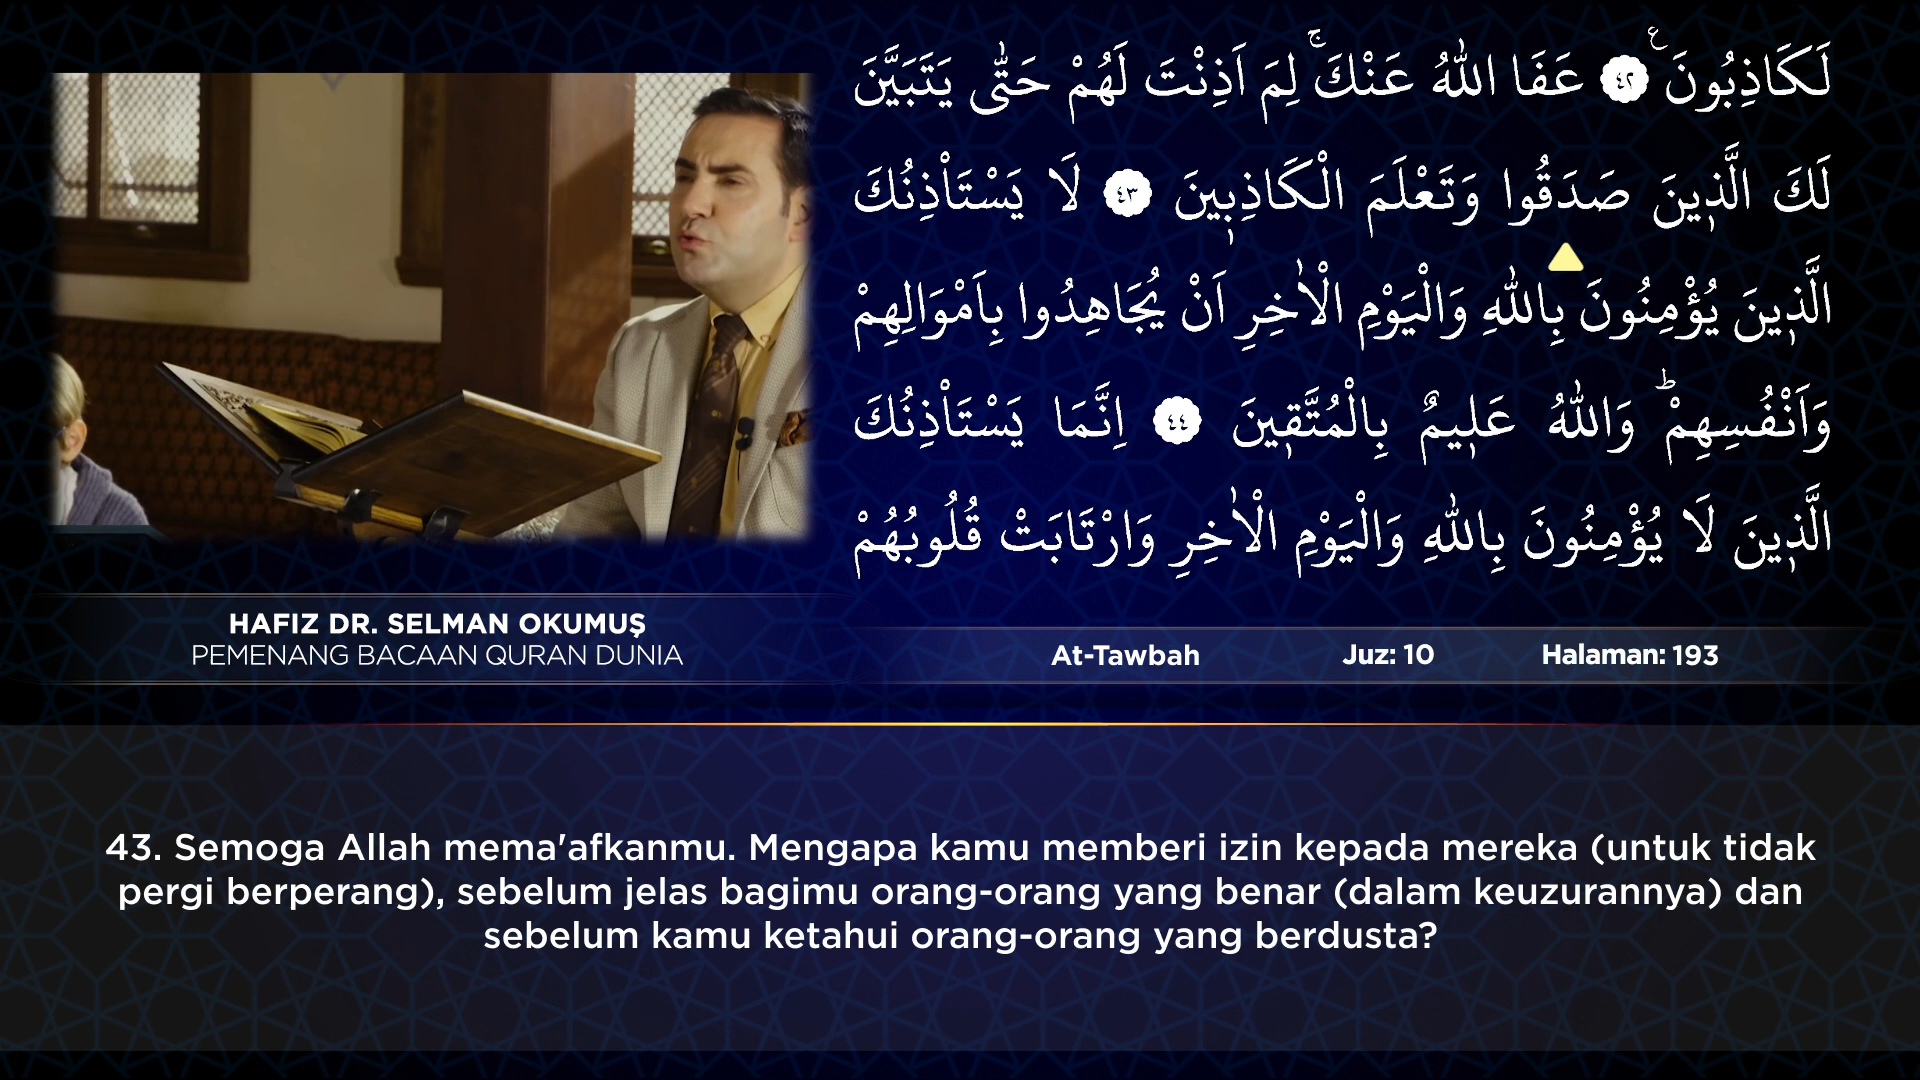 لَكَاذِبُونَ ۟ع ﴿٤٢﴾ عَفَا اللّٰهُ عَنْكَۚ لِمَ اَذِنْتَ لَهُمْ حَتّٰى يَتَبَيَّنَ
لَكَ الَّذ۪ينَ صَدَقُوا وَتَعْلَمَ الْكَاذِب۪ينَ ﴿٤٣﴾ لَا يَسْتَأْذِنُكَ
الَّذ۪ينَ يُؤْمِنُونَ بِاللّٰهِ وَالْيَوْمِ الْاٰخِرِ اَنْ يُجَاهِدُوا بِاَمْوَالِهِمْ
وَاَنْفُسِهِمْۜ وَاللّٰهُ عَل۪يمٌ بِالْمُتَّق۪ينَ ﴿٤٤﴾ اِنَّمَا يَسْتَأْذِنُكَ
الَّذ۪ينَ لَا يُؤْمِنُونَ بِاللّٰهِ وَالْيَوْمِ الْاٰخِرِ وَارْتَابَتْ قُلُوبُهُمْ
HAFIZ DR. SELMAN OKUMUŞ
PEMENANG BACAAN QURAN DUNIA
At-Tawbah Juz: 10 Halaman: 193
43. Semoga Allah mema'afkanmu. Mengapa kamu memberi izin kepada mereka (untuk tidak
pergi berperang), sebelum jelas bagimu orang-orang yang benar (dalam keuzurannya) dan
sebelum kamu ketahui orang-orang yang berdusta?